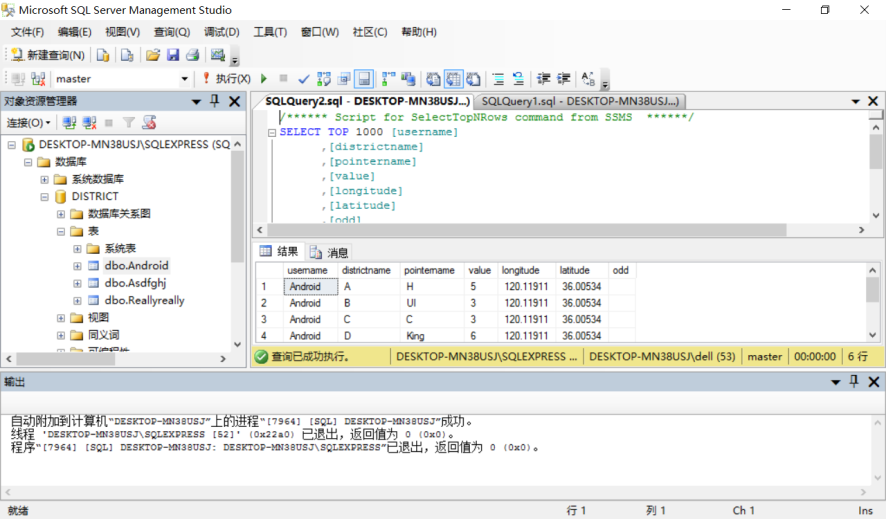 Microsoft SQL Server Management Studio
文件(F) 编辑(E) 视图(V) 查询(Q) 调试(D) 工具(T) 窗口(W) 社区(C) 帮助(H)
新建查询(N)
master 执行(X)
对象资源管理器
连接(O)
DESKTOP-MN38USJ\SQLEXPRESS (SQ
数据库
系统数据库
DISTRICT
数据库关系图
表
系统表
dbo.Android
dbo.Asdfghj
dbo.Reallyreally
视图
同义词
可编程性
SQLQuery2.sql - DESKTOP-MN38USJ...) SQLQuery1.sql - DESKTOP-MN38USJ...)
/****** Script for SelectTopNRows command from SSMS ******/
SELECT TOP 1000 [username]
,[districtname]
,[pointername]
,[value]
,[longitude]
,[latitude]
,[odd]
结果 消息
username districtname pointername value longitude latitude odd
1 Android A H 5 120.11911 36.00534
2 Android B UI 3 120.11911 36.00534
3 Android C C 3 120.11911 36.00534
4 Android D King 6 120.11911 36.00534
查询已成功执行。 DESKTOP-MN38USJ\SQLEXPRESS ... DESKTOP-MN38USJ\dell (53) master 00:00:00 6 行
输出
自动附加到计算机“DESKTOP-MN38USJ”上的进程“[7964] [SQL] DESKTOP-MN38USJ”成功。
线程 'DESKTOP-MN38USJ\SQLEXPRESS [52]' (0x22a0) 已退出，返回值为 0 (0x0)。
程序“[7964] [SQL] DESKTOP-MN38USJ: DESKTOP-MN38USJ\SQLEXPRESS”已退出，返回值为 0 (0x0)。
就绪 行 1 列 1 Ch 1 Ins